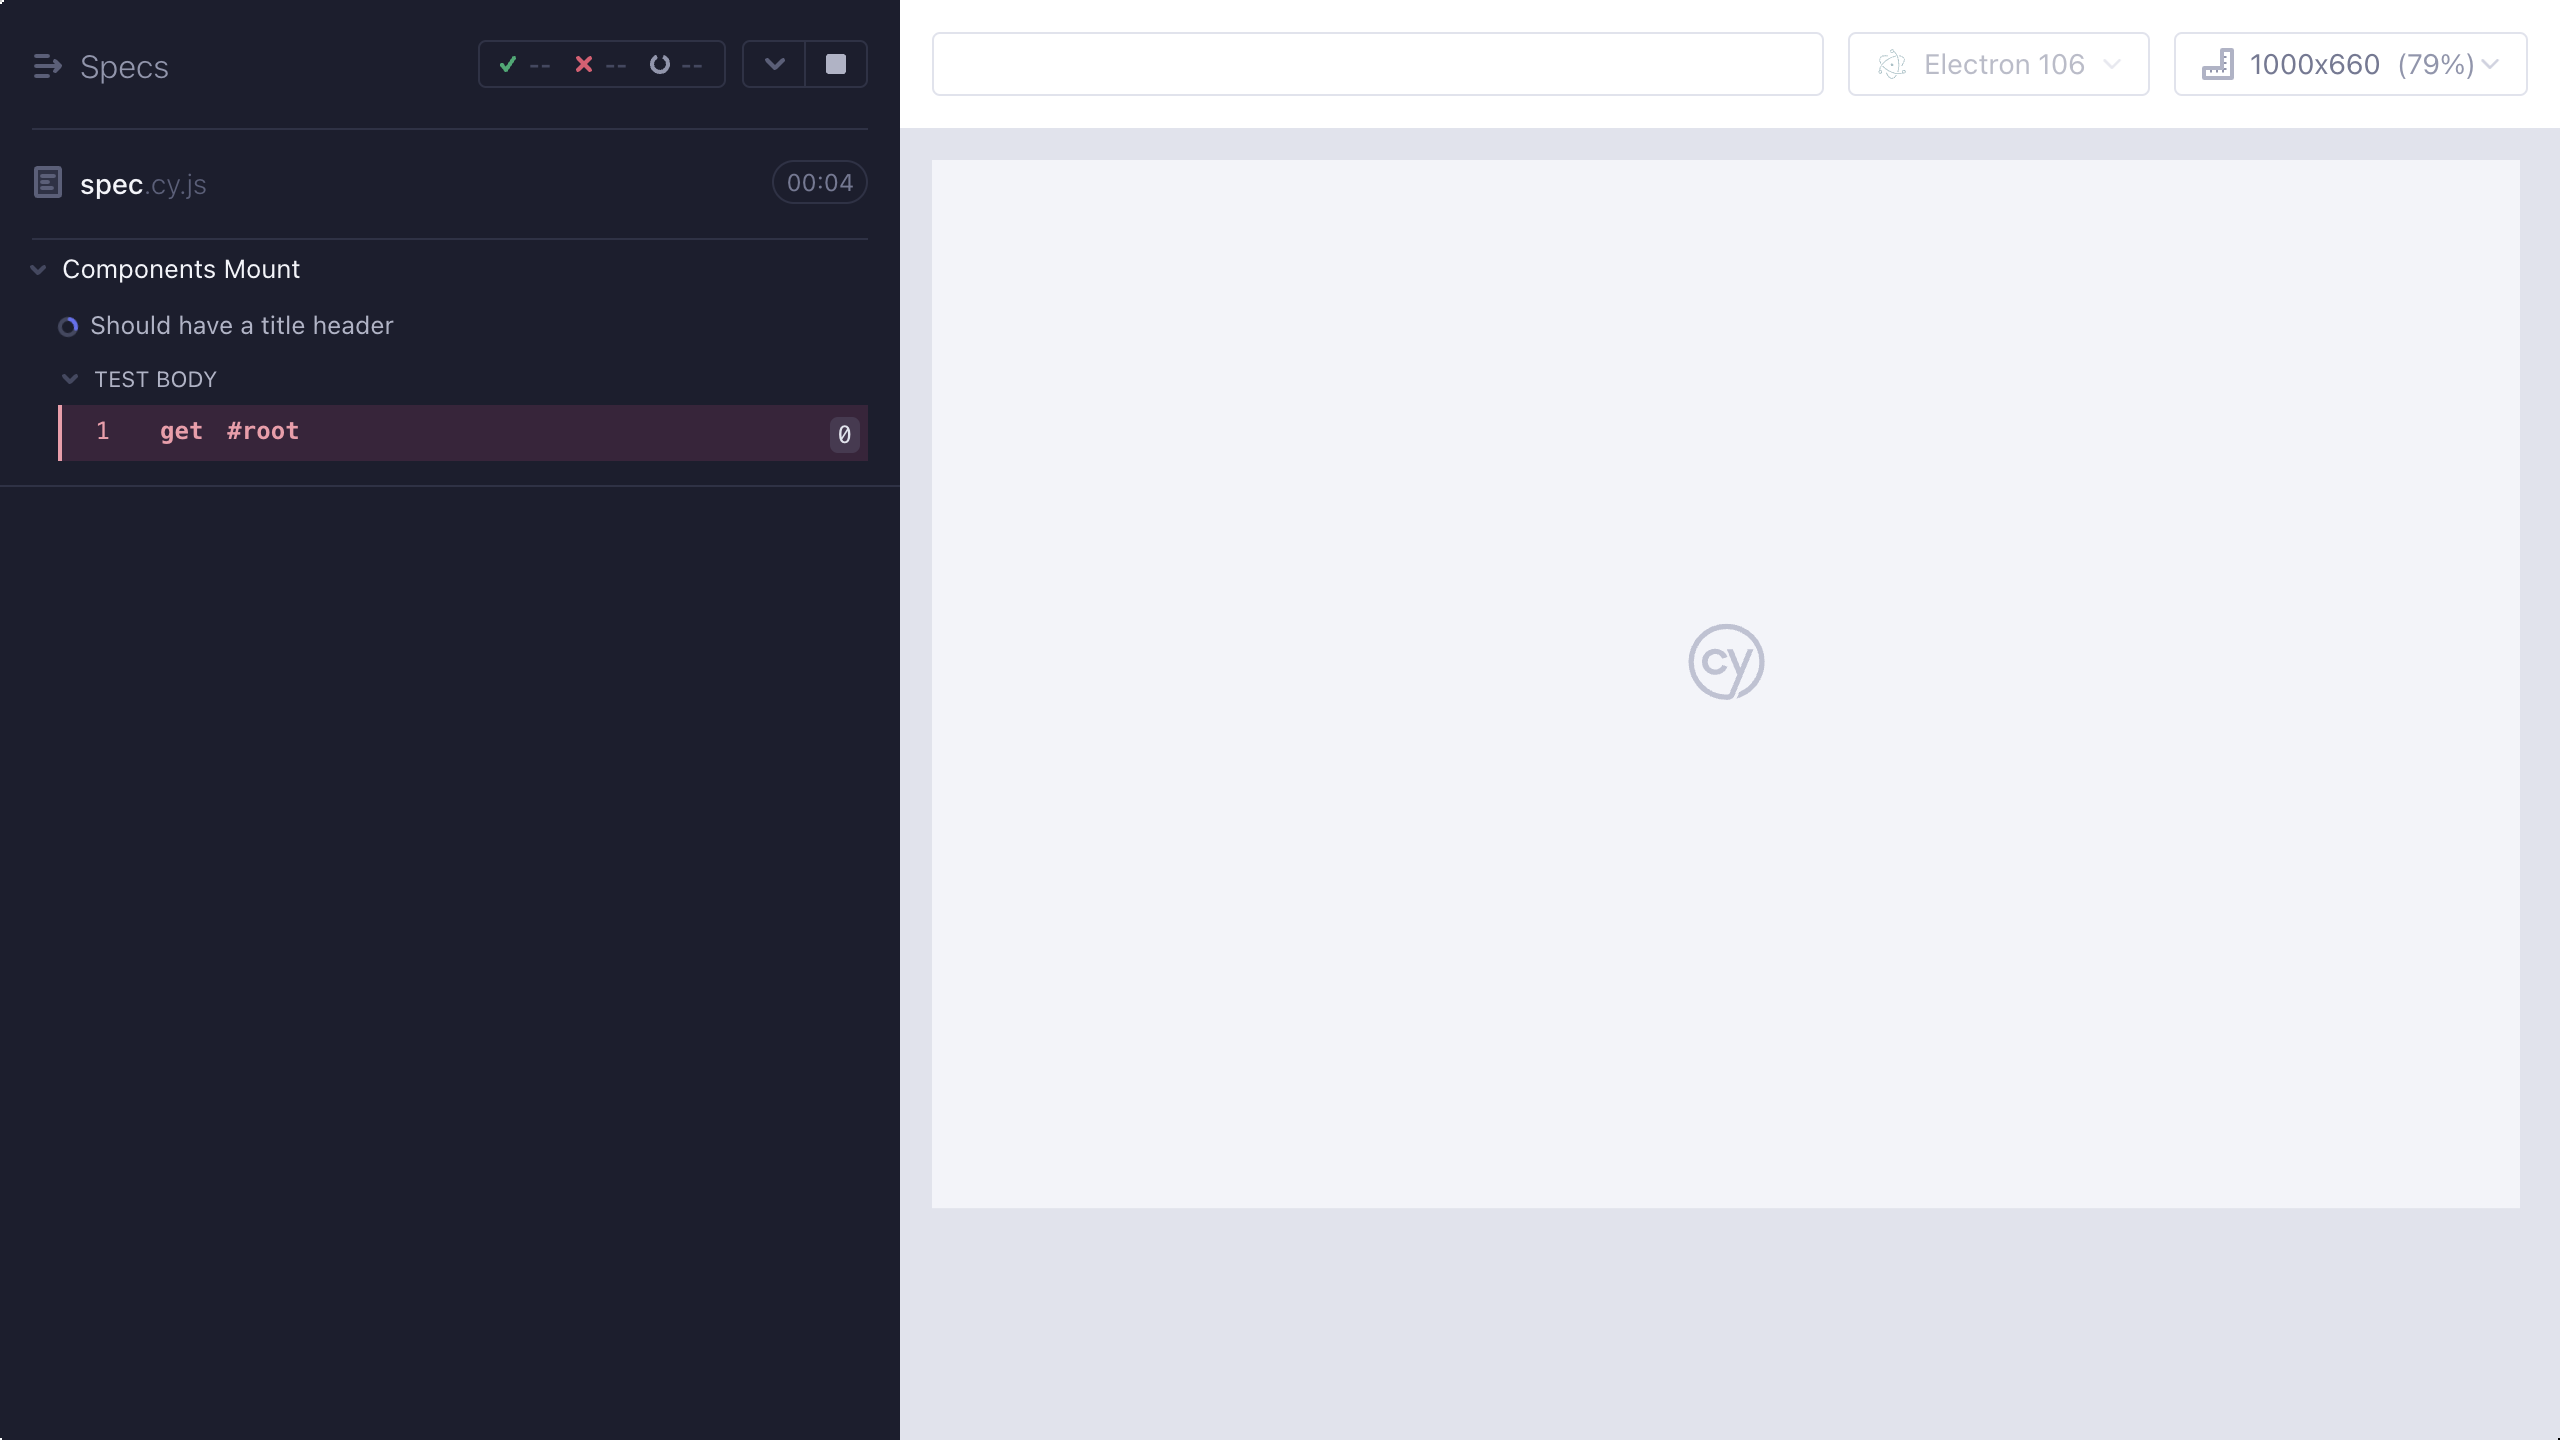 Specs
-- -- --
spec.cy.js
00:04
Components Mount
Should have a title header
TEST BODY
1 get #root 0
Electron 106
1000x660 (79%)
cy